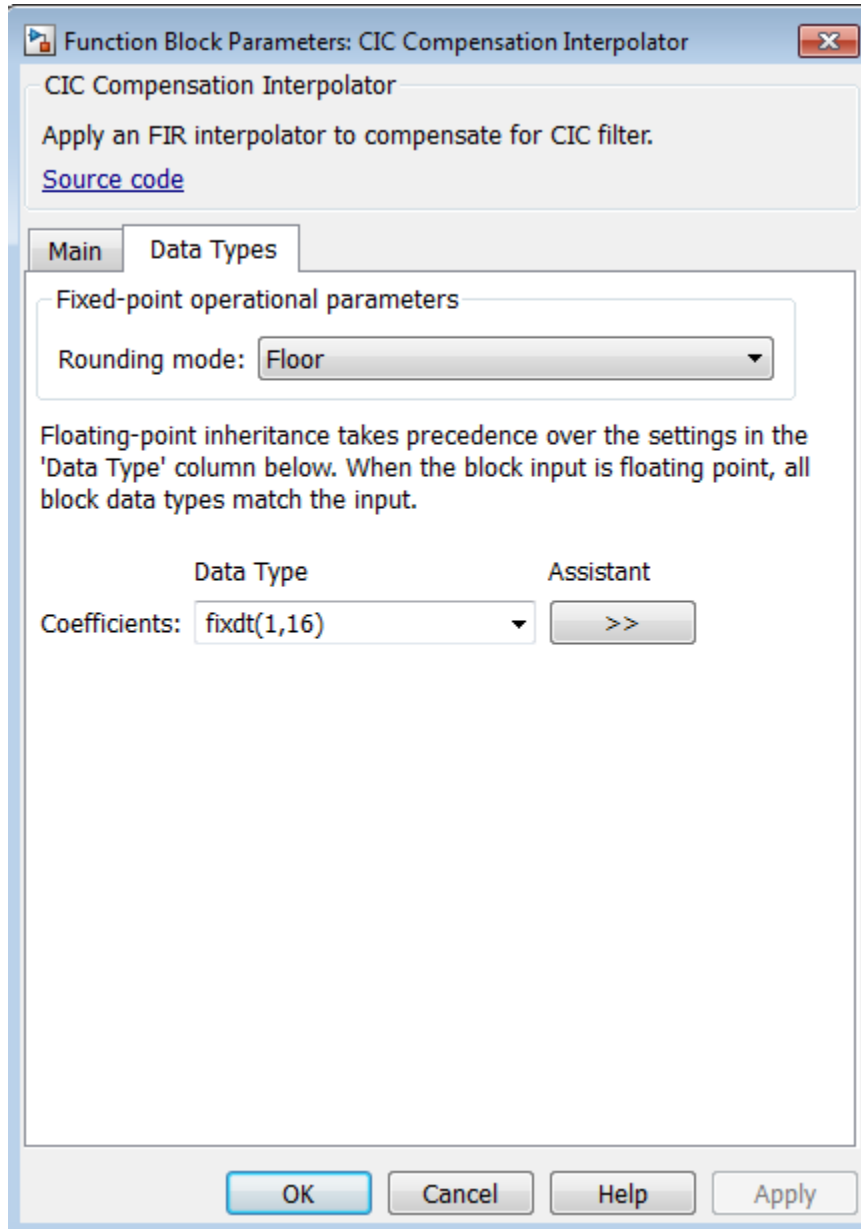 Function Block Parameters: CIC Compensation Interpolator
CIC Compensation Interpolator
Apply an FIR interpolator to compensate for CIC filter.
Source code
Main Data Types
Fixed-point operational parameters
Rounding mode: Floor
Floating-point inheritance takes precedence over the settings in the
'Data Type' column below. When the block input is floating point, all
block data types match the input.
Data Type Assistant
Coefficients: fixdt(1,16) >>
OK Cancel Help Apply